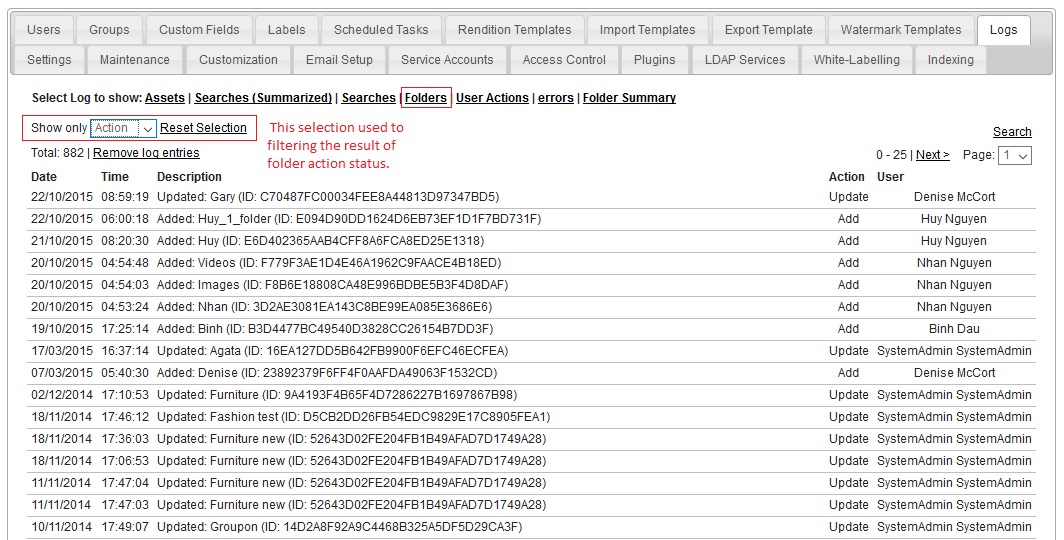 Users Groups Custom Fields Labels Scheduled Tasks Rendition Templates Import Templates Export Template Watermark Templates Logs
Settings Maintenance Customization Email Setup Service Accounts Access Control Plugins LDAP Services White-Labelling Indexing
Select Log to show: Assets | Searches (Summarized) | Searches | Folders | User Actions | errors | Folder Summary
Show only Action Reset Selection
This selection used to
filtering the result of
folder action status.
Search
Total: 882 | Remove log entries
0 - 25 | Next > Page: 1
Date Time Description Action User
22/10/2015 08:59:19 Updated: Gary (ID: C70487FC00034FEE8A44813D97347BD5) Update Denise McCort
22/10/2015 06:00:18 Added: Huy_1_folder (ID: E094D90DD1624D6EB73EF1D1F7BD731F) Add Huy Nguyen
21/10/2015 08:20:30 Added: Huy (ID: E6D402365AAB4CFF8A6FCA8ED25E1318) Add Huy Nguyen
20/10/2015 04:54:48 Added: Videos (ID: F779F3AE1D4E46A1962C9FAACE4B18ED) Add Nhan Nguyen
20/10/2015 04:54:03 Added: Images (ID: F8B6E18808CA48E996BDBE5B3F4D8DAF) Add Nhan Nguyen
20/10/2015 04:53:24 Added: Nhan (ID: 3D2AE3081EA143C8BE99EA085E3686E6) Add Nhan Nguyen
19/10/2015 17:25:14 Added: Binh (ID: B3D4477BC49540D3828CC26154B7DD3F) Add Binh Dau
17/03/2015 16:37:14 Updated: Agata (ID: 16EA127DD5B642FB9900F6EFC46ECFEA) Update SystemAdmin SystemAdmin
07/03/2015 05:40:30 Added: Denise (ID: 23892379F6FF4F0AAFDA49063F1532CD) Add Denise McCort
02/12/2014 17:10:53 Updated: Furniture (ID: 9A4193F4B65F4D7286227B1697867B98) Update SystemAdmin SystemAdmin
18/11/2014 17:46:12 Updated: Fashion test (ID: D5CB2DD26FB54EDC9829E17C8905FEA1) Update SystemAdmin SystemAdmin
18/11/2014 17:36:03 Updated: Furniture new (ID: 52643D02FE204FB1B49AFAD7D1749A28) Update SystemAdmin SystemAdmin
18/11/2014 17:06:53 Updated: Furniture new (ID: 52643D02FE204FB1B49AFAD7D1749A28) Update SystemAdmin SystemAdmin
11/11/2014 17:47:04 Updated: Furniture new (ID: 52643D02FE204FB1B49AFAD7D1749A28) Update SystemAdmin SystemAdmin
11/11/2014 17:47:03 Updated: Furniture new (ID: 52643D02FE204FB1B49AFAD7D1749A28) Update SystemAdmin SystemAdmin
10/11/2014 17:49:07 Updated: Groupon (ID: 14D2A8F92A9C4468B325A5DF5D29CA3F) Update SystemAdmin SystemAdmin